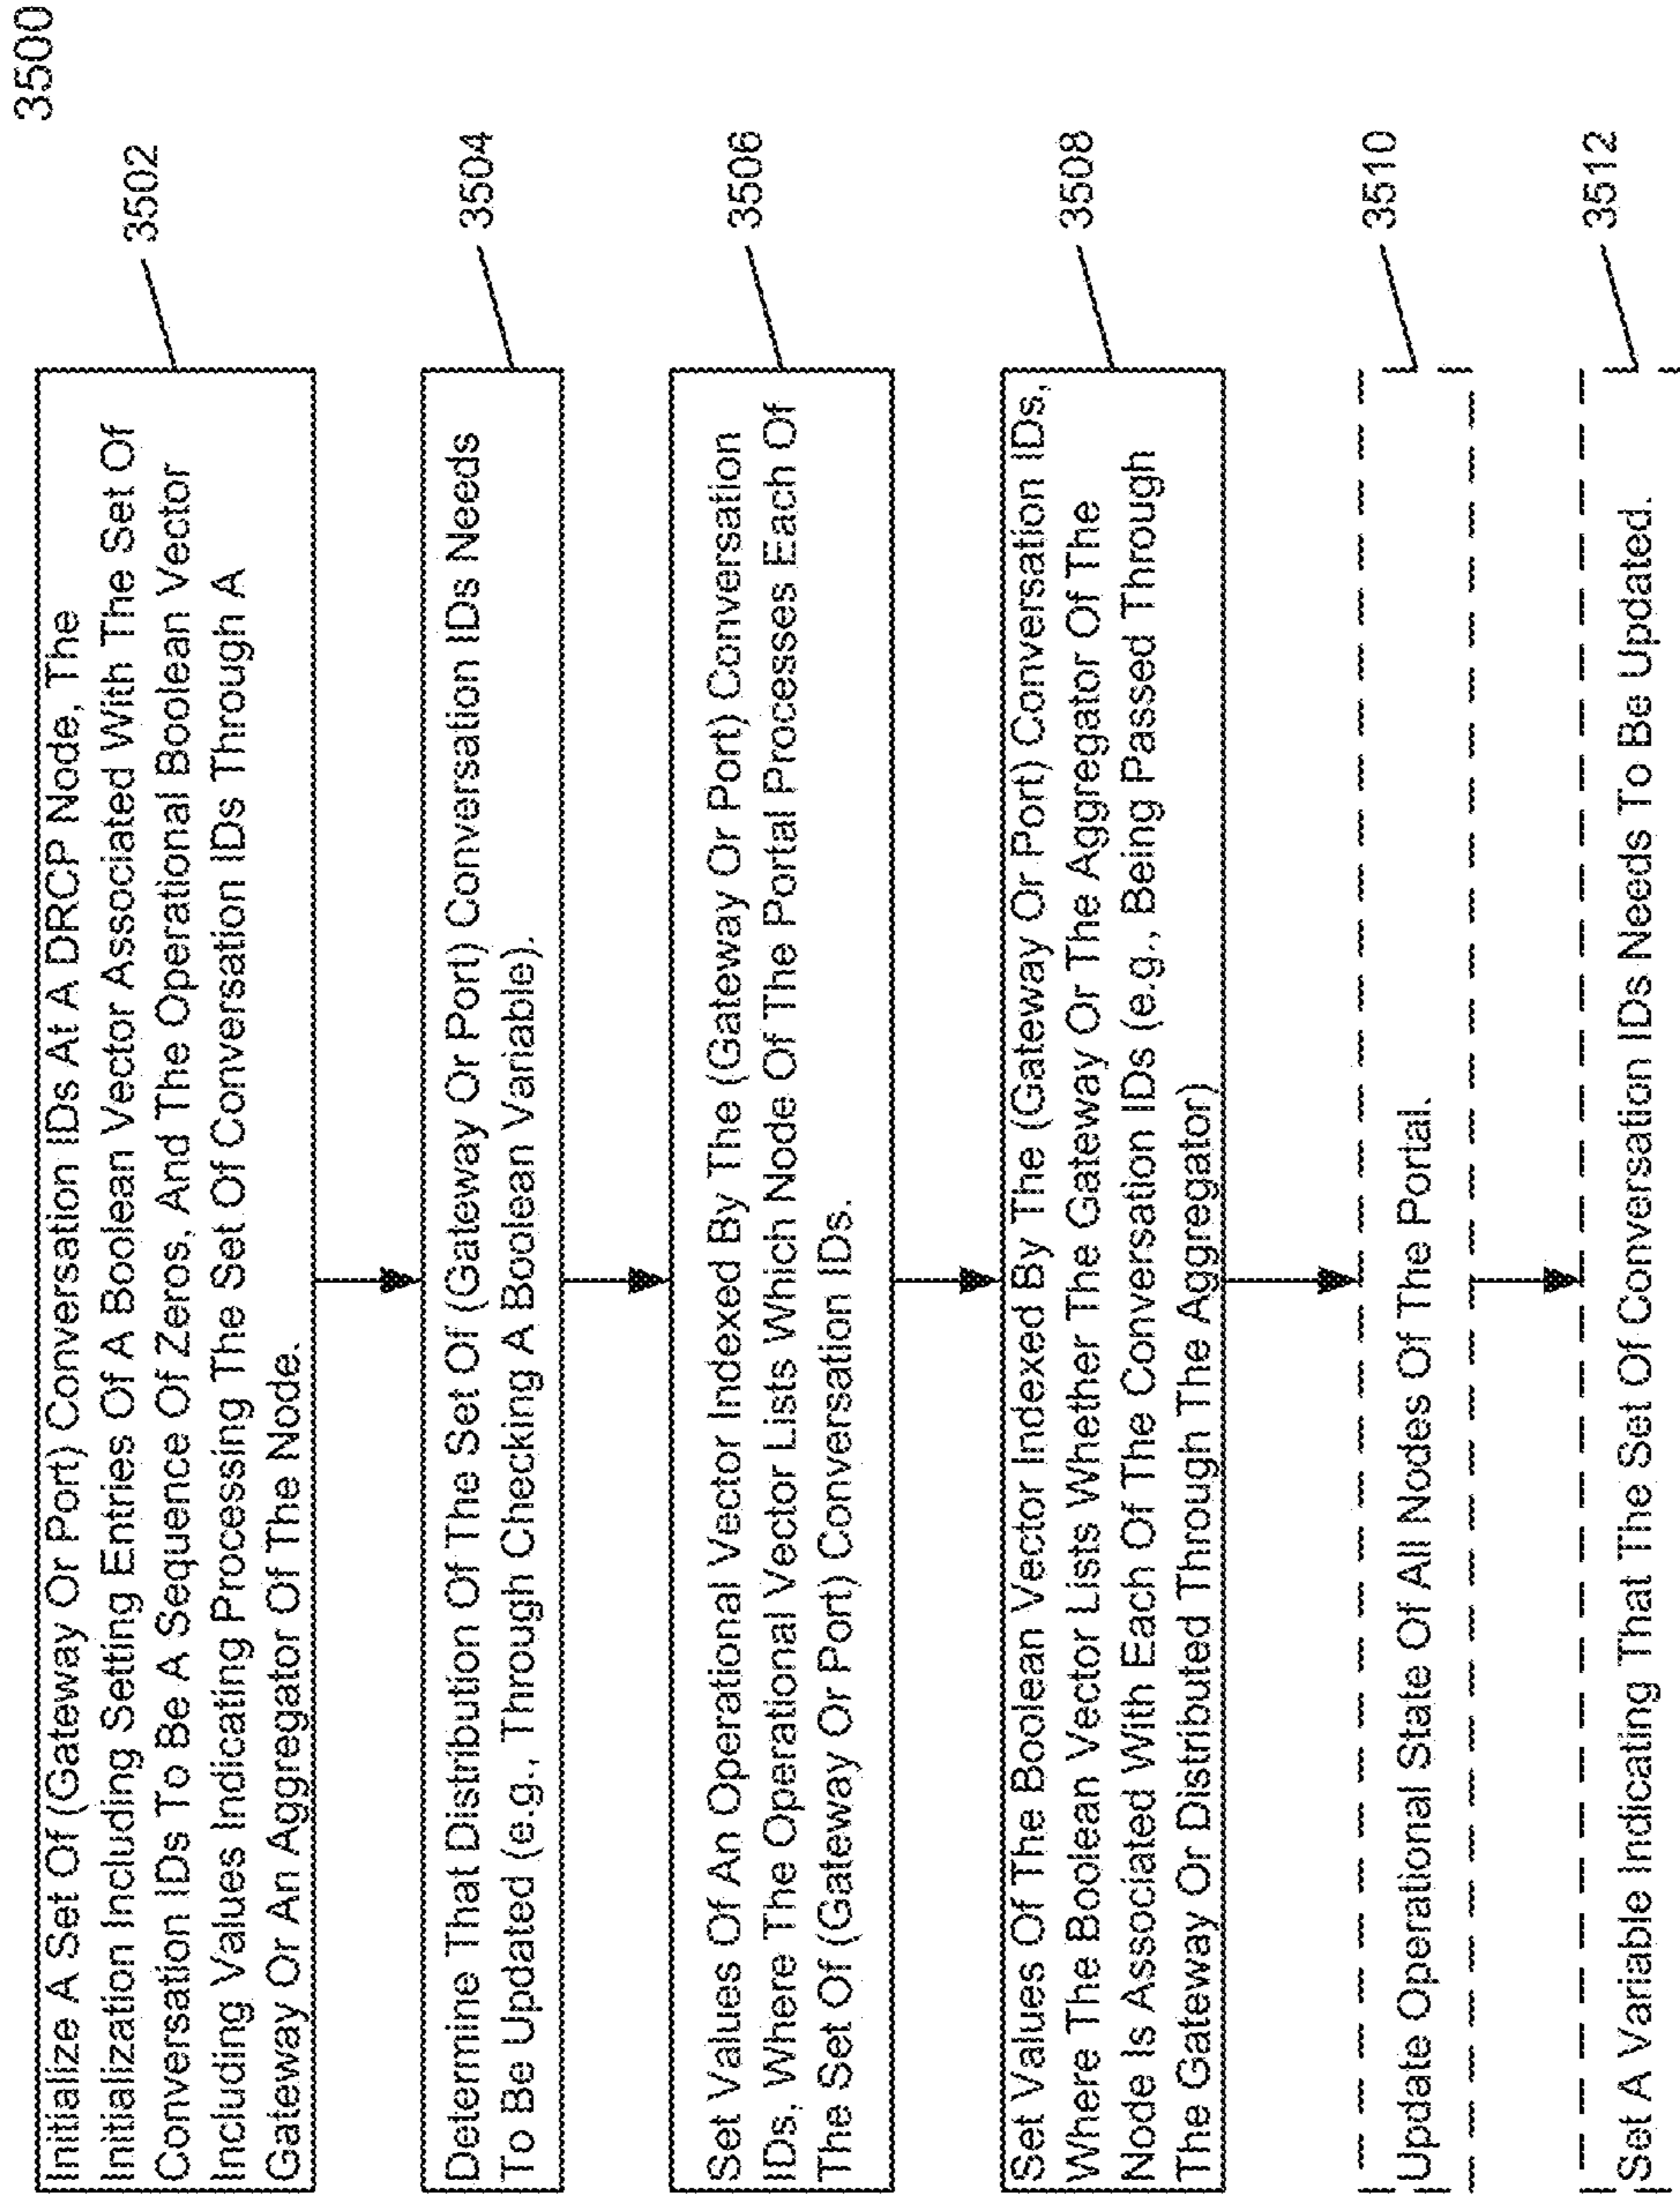 3500
Initialize A Set Of (Gateway Or Port) Conversation IDs At A DRCP Node, The
Initialization Including Setting Entries Of A Boolean Vector Associated With The Set Of
Conversation IDs To Be A Sequence Of Zeros, And The Operational Boolean Vector
Including Values Indicating Processing The Set Of Conversation IDs Through A
Gateway Or An Aggregator Of The Node.
3502
Determine That Distribution Of The Set Of (Gateway Or Port) Conversation IDs Needs
To Be Updated (e.g., Through Checking A Boolean Variable).
3504
Set Values Of An Operational Vector Indexed By The (Gateway Or Port) Conversation
IDs, Where The Operational Vector Lists Which Node Of The Portal Processes Each Of
The Set Of (Gateway Or Port) Conversation IDs.
3506
Set Values Of The Boolean Vector Indexed By The (Gateway Or Port) Conversation IDs,
Where The Boolean Vector Lists Whether The Gateway Or The Aggregator Of The
Node Is Associated With Each Of The Conversation IDs (e.g., Being Passed Through
The Gateway Or Distributed Through The Aggregator)
3508
Update Operational State Of All Nodes Of The Portal.
3510
Set A Variable Indicating That The Set Of Conversation IDs Needs To Be Updated.
3512